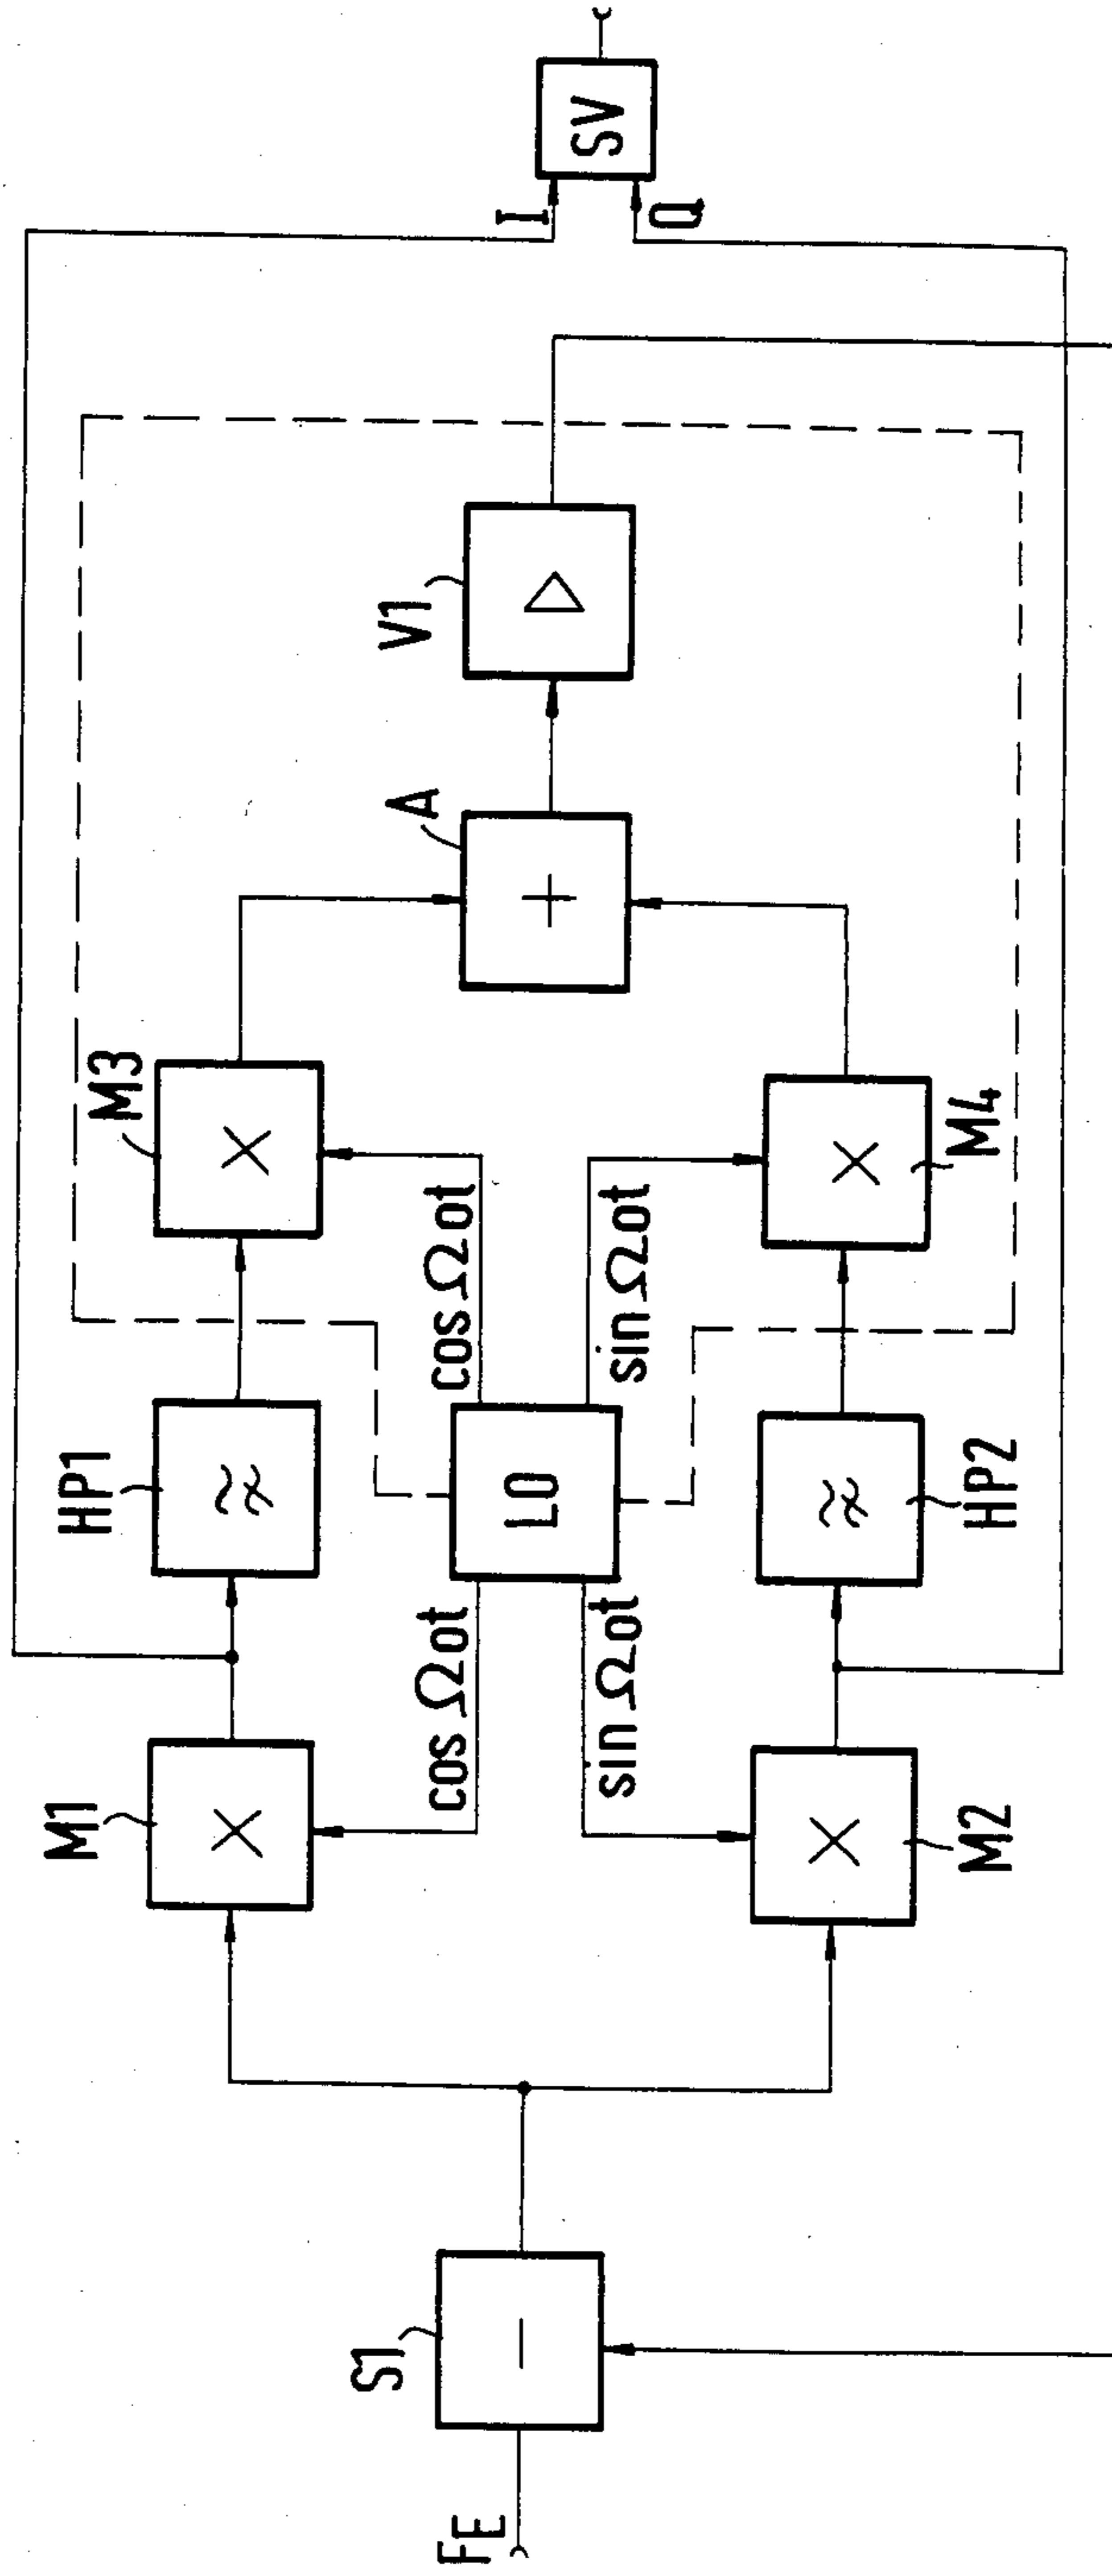 FE
S1
M1
M2
cos Ωot
sin Ωot
HP1
LO
HP2
cos Ωot
sin Ωot
M3
M4
A
V1
I
Q
SV